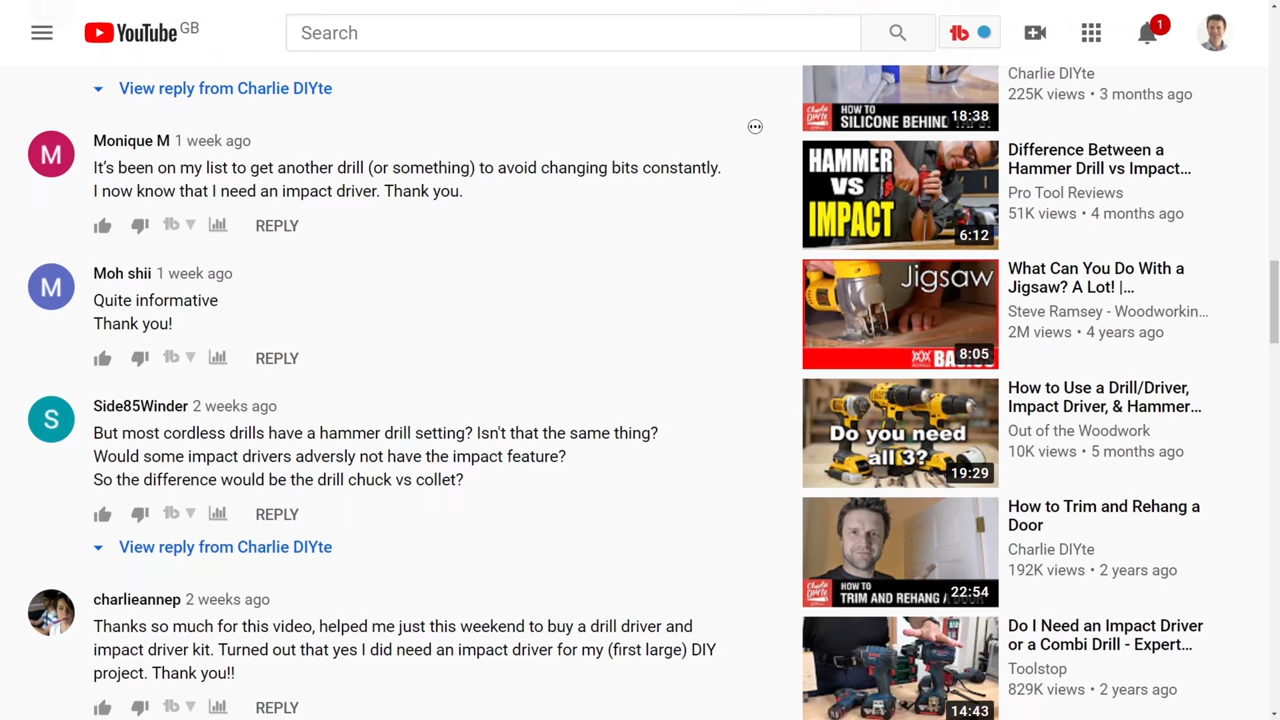 YouTube GB
Search
1
View reply from Charlie DIYte
M
Monique M 1 week ago
It’s been on my list to get another drill (or something) to avoid changing bits constantly.
I now know that I need an impact driver. Thank you.
REPLY
M
Moh shii 1 week ago
Quite informative
Thank you!
REPLY
S
Side85Winder 2 weeks ago
But most cordless drills have a hammer drill setting? Isn't that the same thing?
Would some impact drivers adversly not have the impact feature?
So the difference would be the drill chuck vs collet?
REPLY
View reply from Charlie DIYte
charlieannep 2 weeks ago
Thanks so much for this video, helped me just this weekend to buy a drill driver and
impact driver kit. Turned out that yes I did need an impact driver for my (first large) DIY
project. Thank you!!
REPLY
Charlie DIYte
HOW TO
SILICONE BEHIND
18:38
Charlie DIYte
225K views • 3 months ago
HAMMER
VS
IMPACT
6:12
Difference Between a
Hammer Drill vs Impact...
Pro Tool Reviews
51K views • 4 months ago
Jigsaw
8:05
What Can You Do With a
Jigsaw? A Lot! |...
Steve Ramsey - Woodworkin...
2M views • 4 years ago
Do you need
all 3?
19:29
How to Use a Drill/Driver,
Impact Driver, & Hammer...
Out of the Woodwork
10K views • 5 months ago
Charlie DIYte
HOW TO
TRIM AND REHANG A
22:54
How to Trim and Rehang a
Door
Charlie DIYte
192K views • 2 years ago
14:43
Do I Need an Impact Driver
or a Combi Drill - Expert...
Toolstop
829K views • 2 years ago